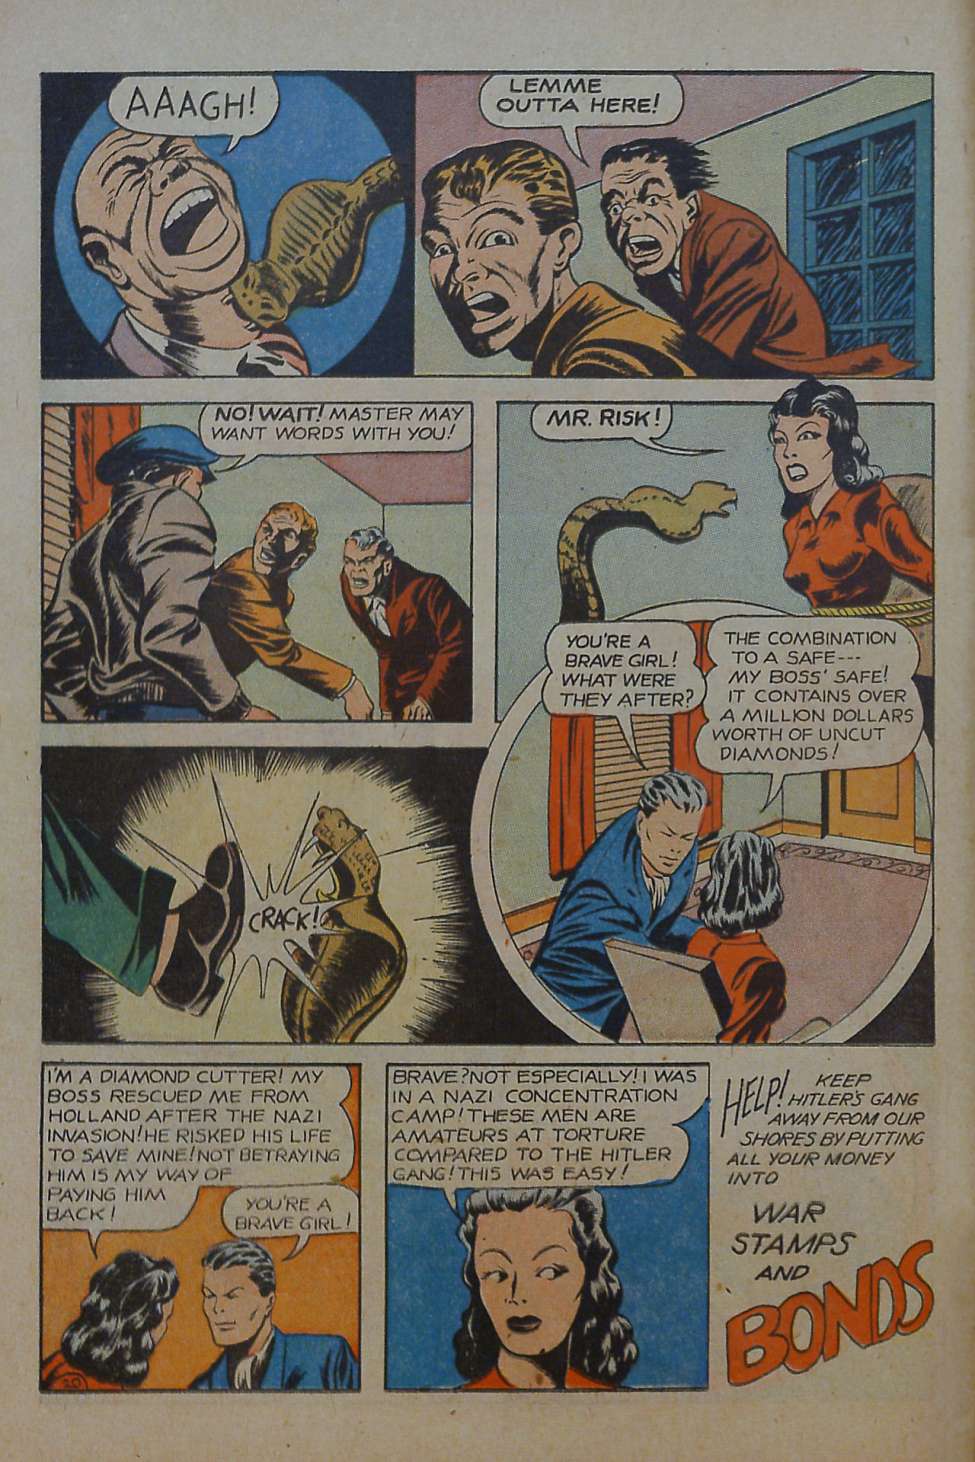 AAAGH!
LEMME
OUTTA HERE!
NO! WAIT! MASTER MAY
WANT WORDS WITH YOU!
MR. RISK!
YOU'RE A
BRAVE GIRL!
WHAT WERE
THEY AFTER?
THE COMBINATION
TO A SAFE---
MY BOSS' SAFE!
IT CONTAINS OVER
A MILLION DOLLARS
WORTH OF UNCUT
DIAMONDS!
CRACK!
I'M A DIAMOND CUTTER! MY
BOSS RESCUED ME FROM
HOLLAND AFTER THE NAZI
INVASION! HE RISKED HIS LIFE
TO SAVE MINE! NOT BETRAYING
HIM IS MY WAY OF
PAYING HIM
BACK!
YOU'RE A
BRAVE GIRL!
20
BRAVE? NOT ESPECIALLY! I WAS
IN A NAZI CONCENTRATION
CAMP! THESE MEN ARE
AMATEURS AT TORTURE
COMPARED TO THE HITLER
GANG! THIS WAS EASY!
HELP! KEEP
HITLER'S GANG
AWAY FROM OUR
SHORES BY PUTTING
ALL YOUR MONEY
INTO
WAR
STAMPS
AND
BONDS